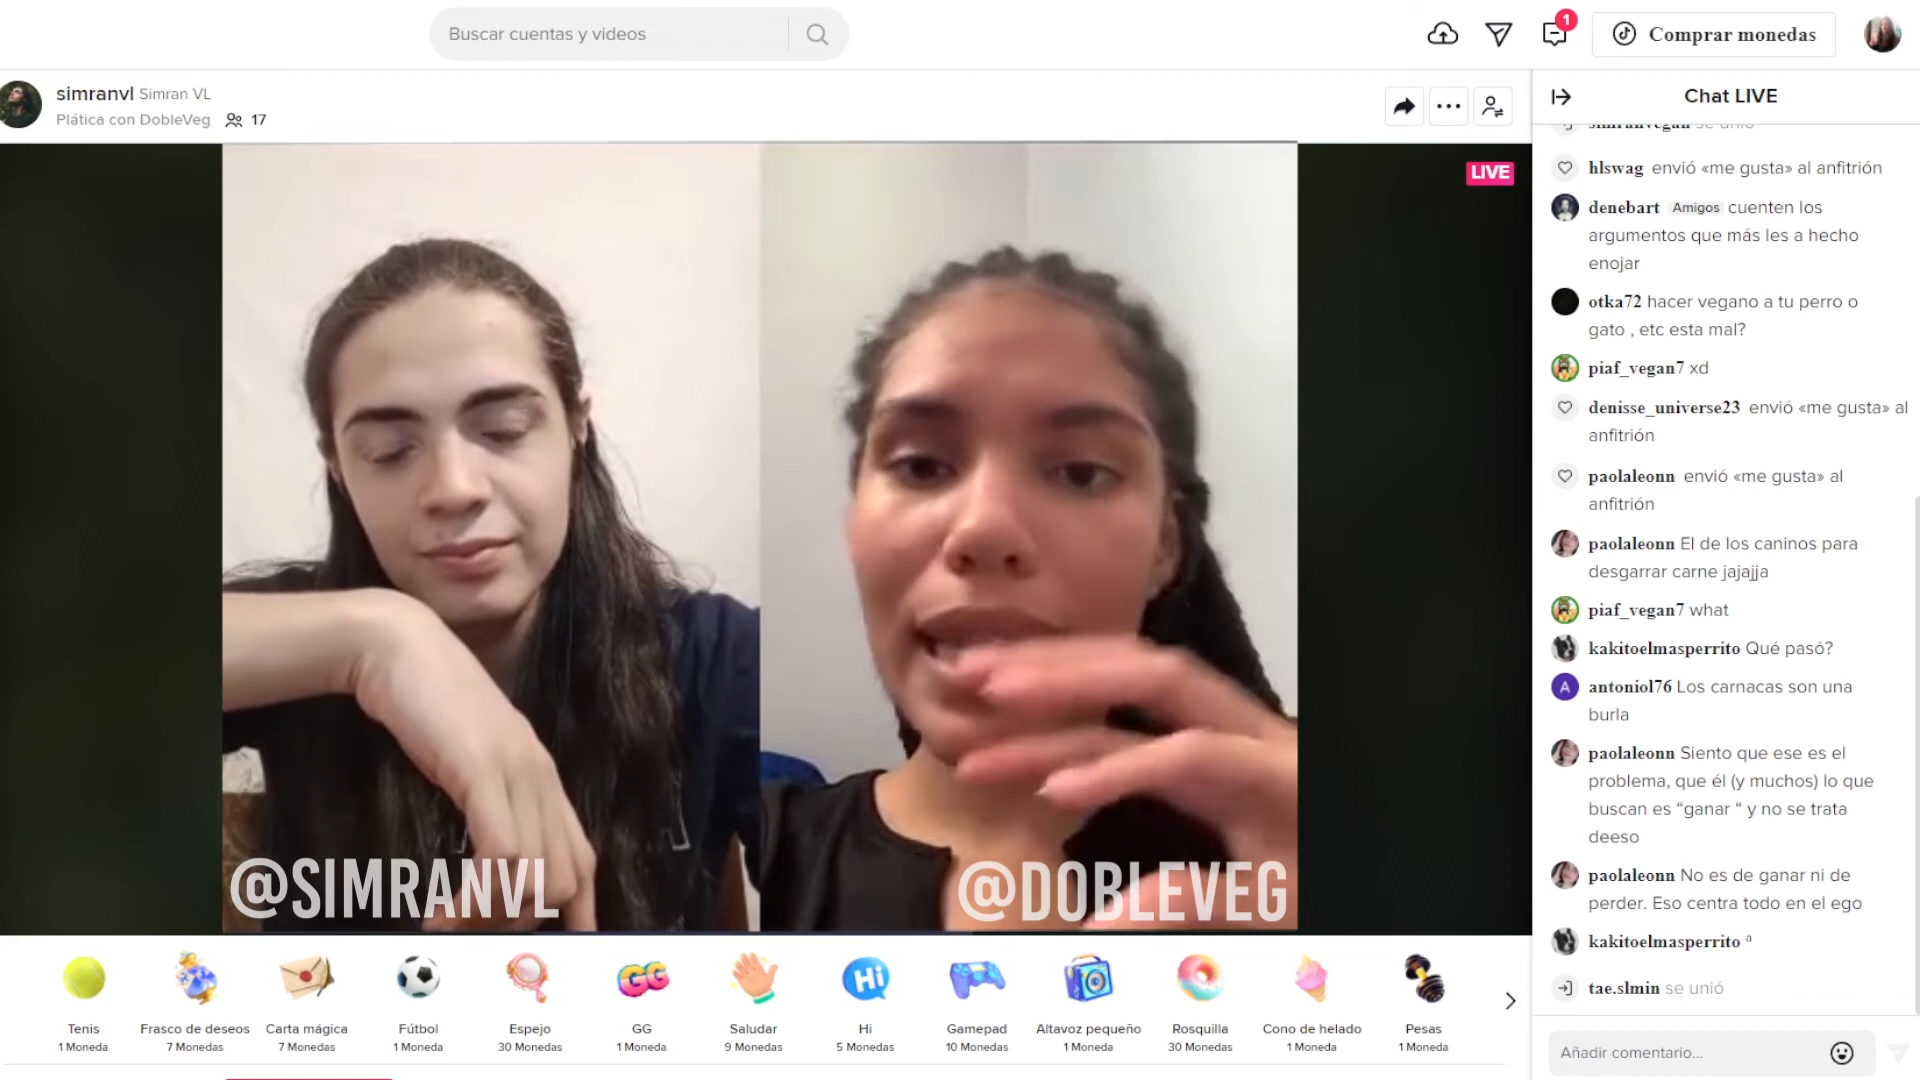 Buscar cuentas y videos
1
Comprar monedas
simranvl Simran VL
Plática con DobleVeg 17
LIVE
@SIMRANVL
@DOBLEVEG
Chat LIVE
simranvegan se unió
hlswag envió «me gusta» al anfitrión
denebart Amigos cuenten los
argumentos que más les a hecho
enojar
otka72 hacer vegano a tu perro o
gato , etc esta mal?
piaf_vegan7 xd
denisse_universe23 envió «me gusta» al
anfitrión
paolaleonn envió «me gusta» al
anfitrión
paolaleonn El de los caninos para
desgarrar carne jajajja
piaf_vegan7 what
kakitoelmasperrito Qué pasó?
A
antoniol76 Los carnacas son una
burla
paolaleonn Siento que ese es el
problema, que él (y muchos) lo que
buscan es “ganar “ y no se trata
deeso
paolaleonn No es de ganar ni de
perder. Eso centra todo en el ego
kakitoelmasperrito ª
tae.slmin se unió
Añadir comentario...
GG
Hi
Tenis Frasco de deseos Carta mágica Fútbol Espejo GG Saludar Hi Gamepad Altavoz pequeño Rosquilla Cono de helado Pesas
1 Moneda 7 Monedas 7 Monedas 1 Moneda 30 Monedas 1 Moneda 9 Monedas 5 Monedas 10 Monedas 1 Moneda 30 Monedas 1 Moneda 1 Moneda